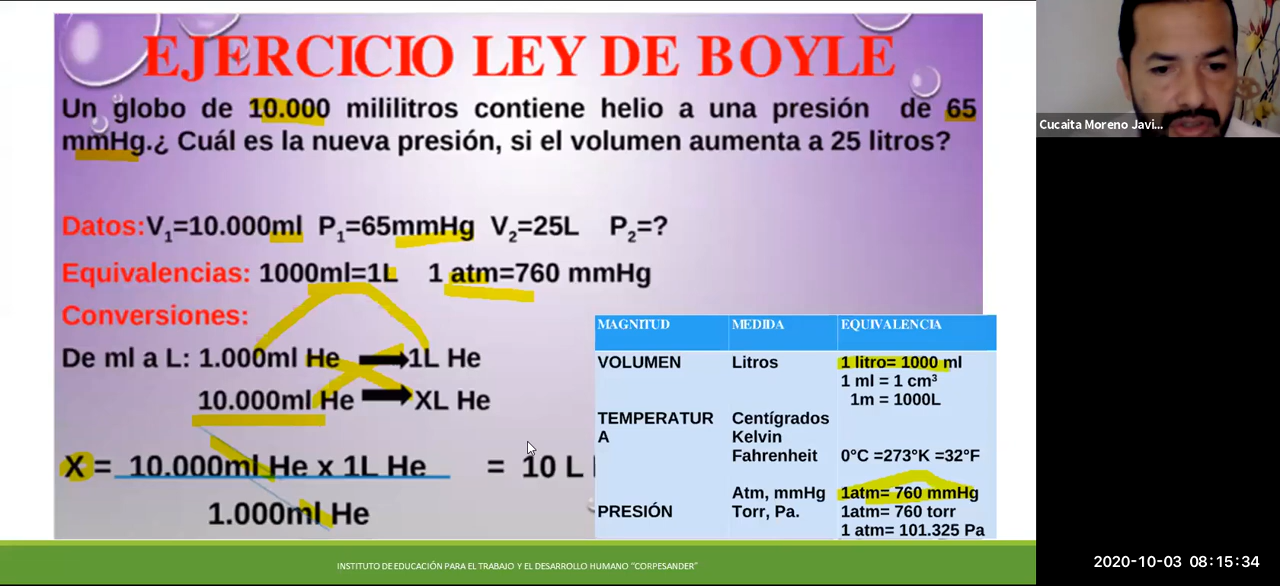 EJERCICIO LEY DE BOYLE
Un globo de 10.000 mililitros contiene helio a una presión de 65
mmHg.¿ Cuál es la nueva presión, si el volumen aumenta a 25 litros?
Datos:V₁=10.000ml P₁=65mmHg V₂=25L P₂=?
Equivalencias: 1000ml=1L 1 atm=760 mmHg
Conversiones:
De ml a L: 1.000ml He 1L He
10.000ml He XL He
X = 10.000ml He x 1L He = 10 L
1.000ml He
MAGNITUD MEDIDA EQUIVALENCIA
VOLUMEN Litros 1 litro= 1000 ml
1 ml = 1 cm³
1m = 1000L
TEMPERATUR
A
Centígrados
Kelvin
Fahrenheit 0°C =273°K =32°F
PRESIÓN
Atm, mmHg 1atm= 760 mmHg
Torr, Pa. 1atm= 760 torr
1 atm= 101.325 Pa
INSTITUTO DE EDUCACIÓN PARA EL TRABAJO Y EL DESARROLLO HUMANO "CORPESANDER"
Cucaita Moreno Javi...
2020-10-03 08:15:34